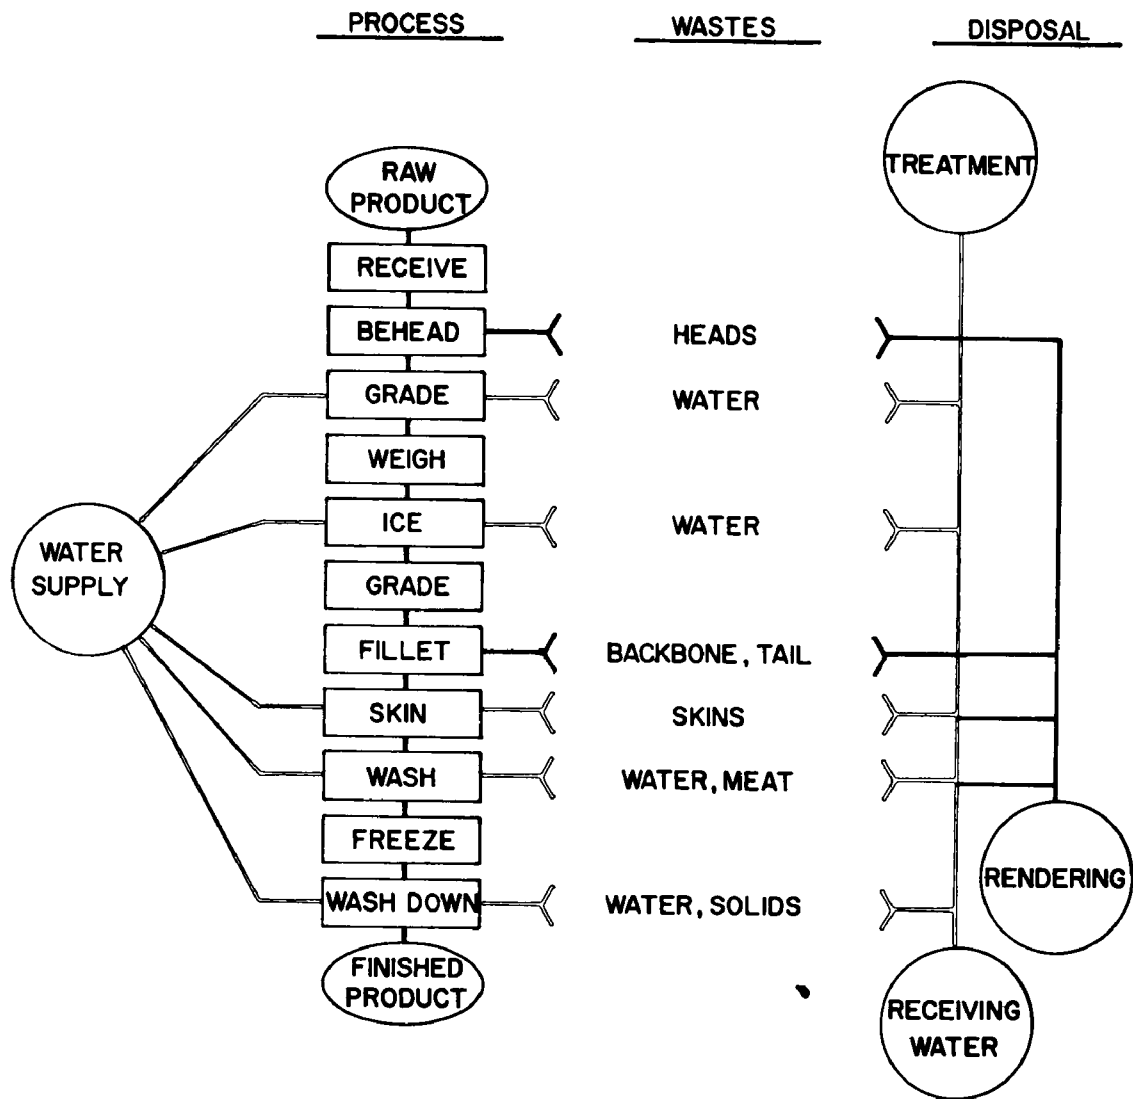 PROCESS
WASTES
DISPOSAL
TREATMENT
RAW
PRODUCT
RECEIVE
BEHEAD
HEADS
GRADE
WATER
WEIGH
ICE
WATER
WATER
SUPPLY
GRADE
FILLET
BACKBONE, TAIL
SKIN
SKINS
WASH
WATER, MEAT
FREEZE
RENDERING
WASH DOWN
WATER, SOLIDS
FINISHED
PRODUCT
RECEIVING
WATER